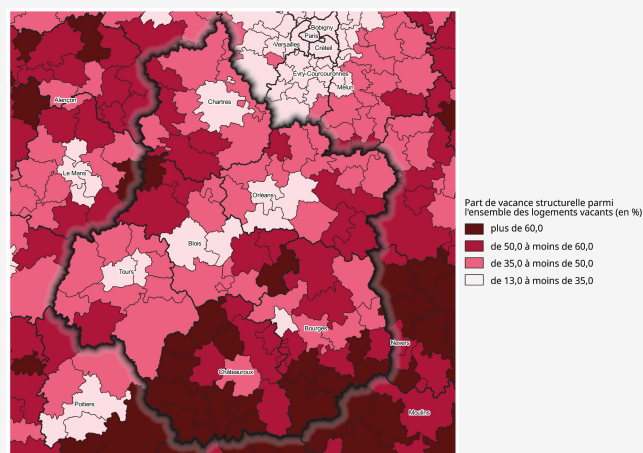 Bobigny
Paris
Versailles
Créteil
Évry-Courcouronnes
Melun
Alençon
Chartres
Le Mans
Orléans
Blois
Tours
Bourges
Nevers
Châteauroux
Poitiers
Moulins
Part de vacance structurelle parmi
l'ensemble des logements vacants (en %)
plus de 60,0
de 50,0 à moins de 60,0
de 35,0 à moins de 50,0
de 13,0 à moins de 35,0